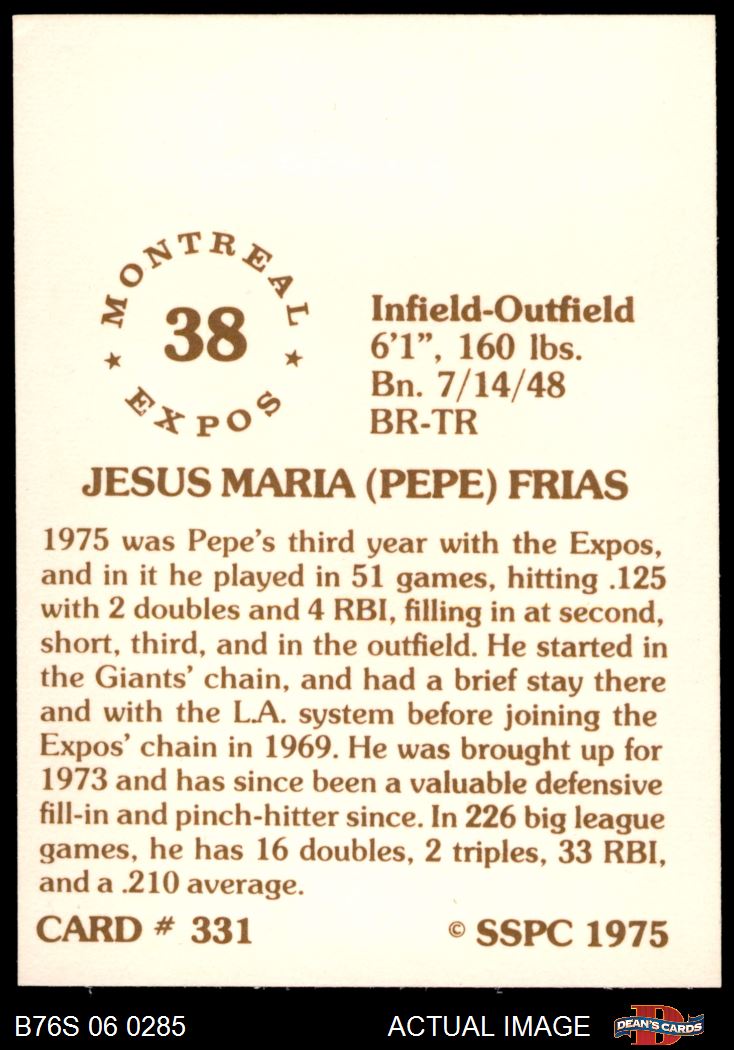 MONTREAL
38
★ ★
EXPOS
Infield-Outfield
6'1”, 160 lbs.
Bn. 7/14/48
BR-TR
JESUS MARIA (PEPE) FRIAS
1975 was Pepe's third year with the Expos,
and in it he played in 51 games, hitting .125
with 2 doubles and 4 RBI, filling in at second,
short, third, and in the outfield. He started in
the Giants' chain, and had a brief stay there
and with the L.A. system before joining the
Expos' chain in 1969. He was brought up for
1973 and has since been a valuable defensive
fill-in and pinch-hitter since. In 226 big league
games, he has 16 doubles, 2 triples, 33 RBI,
and a .210 average.
CARD # 331 © SSPC 1975
B76S 06 0285 ACTUAL IMAGE D DEAN'S CARDS